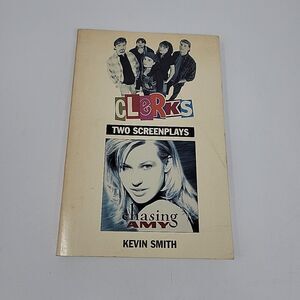 CLeRKS
TWO SCREENPLAYS
chasing
AMY
KEVIN SMITH